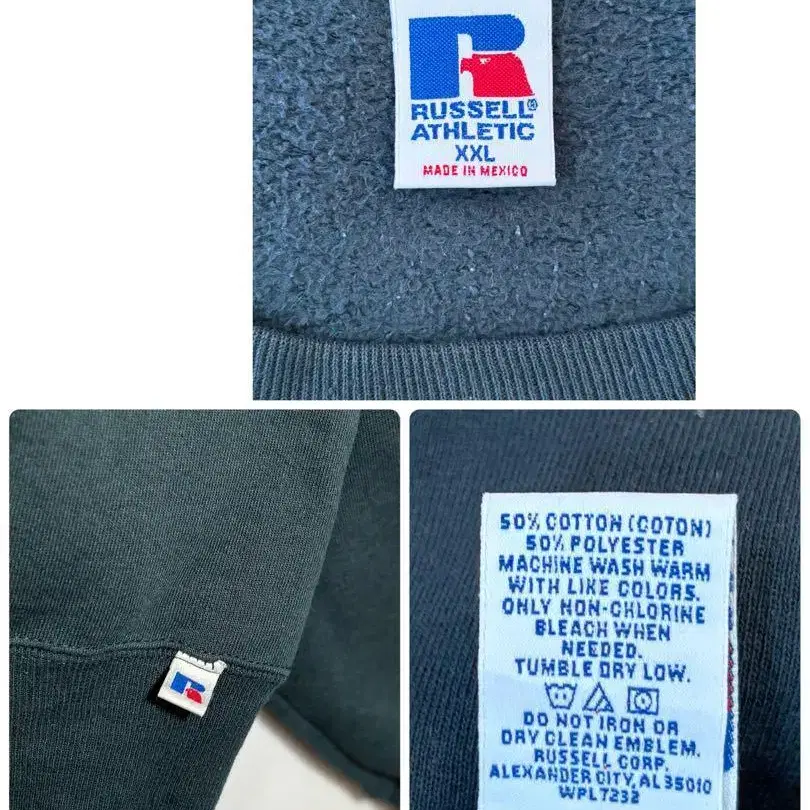 RUSSELL®
ATHLETIC
XXL
MADE IN MEXICO
50% COTTON (COTON)
50% POLYESTER
MACHINE WASH WARM
WITH LIKE COLORS.
ONLY NON-CHLORINE
BLEACH WHEN
NEEDED.
TUMBLE DRY LOW.
DO NOT IRON OR
DRY CLEAN EMBLEM.
RUSSELL CORP.
ALEXANDER CITY, AL 35010
WPL7232